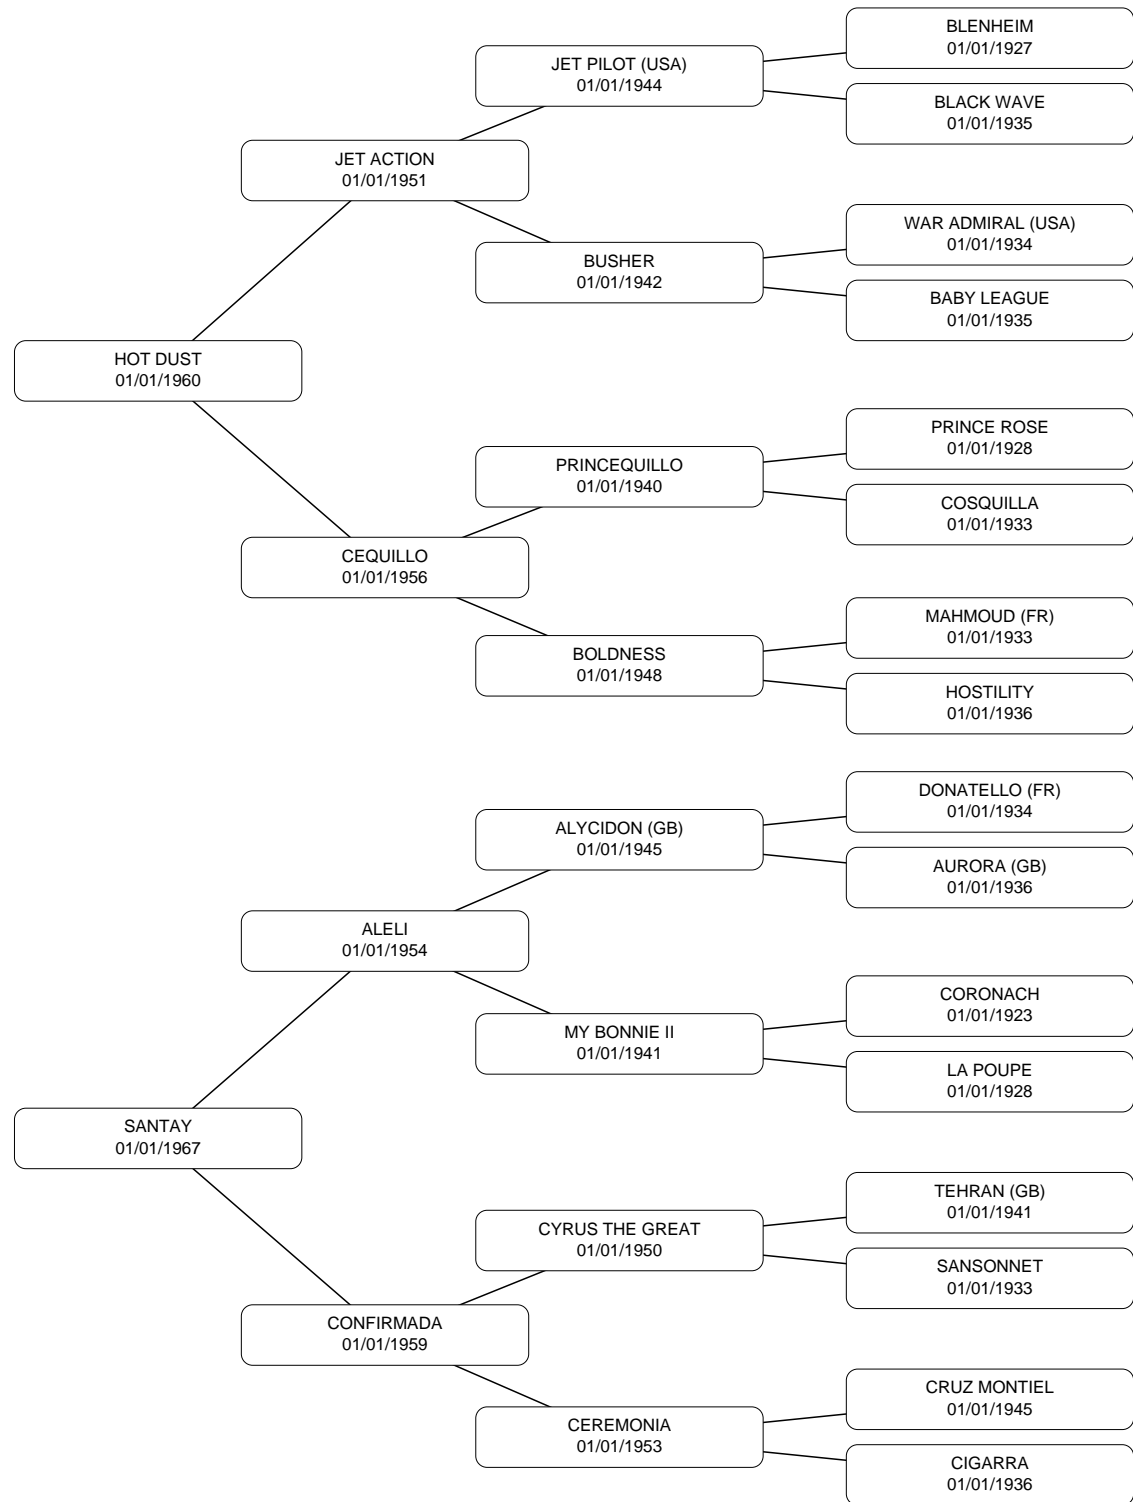 BLENHEIM
01/01/1927
JET PILOT (USA)
01/01/1944
BLACK WAVE
01/01/1935
JET ACTION
01/01/1951
WAR ADMIRAL (USA)
01/01/1934
BUSHER
01/01/1942
BABY LEAGUE
01/01/1935
HOT DUST
01/01/1960
PRINCE ROSE
01/01/1928
PRINCEQUILLO
01/01/1940
COSQUILLA
01/01/1933
CEQUILLO
01/01/1956
MAHMOUD (FR)
01/01/1933
BOLDNESS
01/01/1948
HOSTILITY
01/01/1936
DONATELLO (FR)
01/01/1934
ALYCIDON (GB)
01/01/1945
AURORA (GB)
01/01/1936
ALELI
01/01/1954
CORONACH
01/01/1923
MY BONNIE II
01/01/1941
LA POUPE
01/01/1928
SANTAY
01/01/1967
TEHRAN (GB)
01/01/1941
CYRUS THE GREAT
01/01/1950
SANSONNET
01/01/1933
CONFIRMADA
01/01/1959
CRUZ MONTIEL
01/01/1945
CEREMONIA
01/01/1953
CIGARRA
01/01/1936